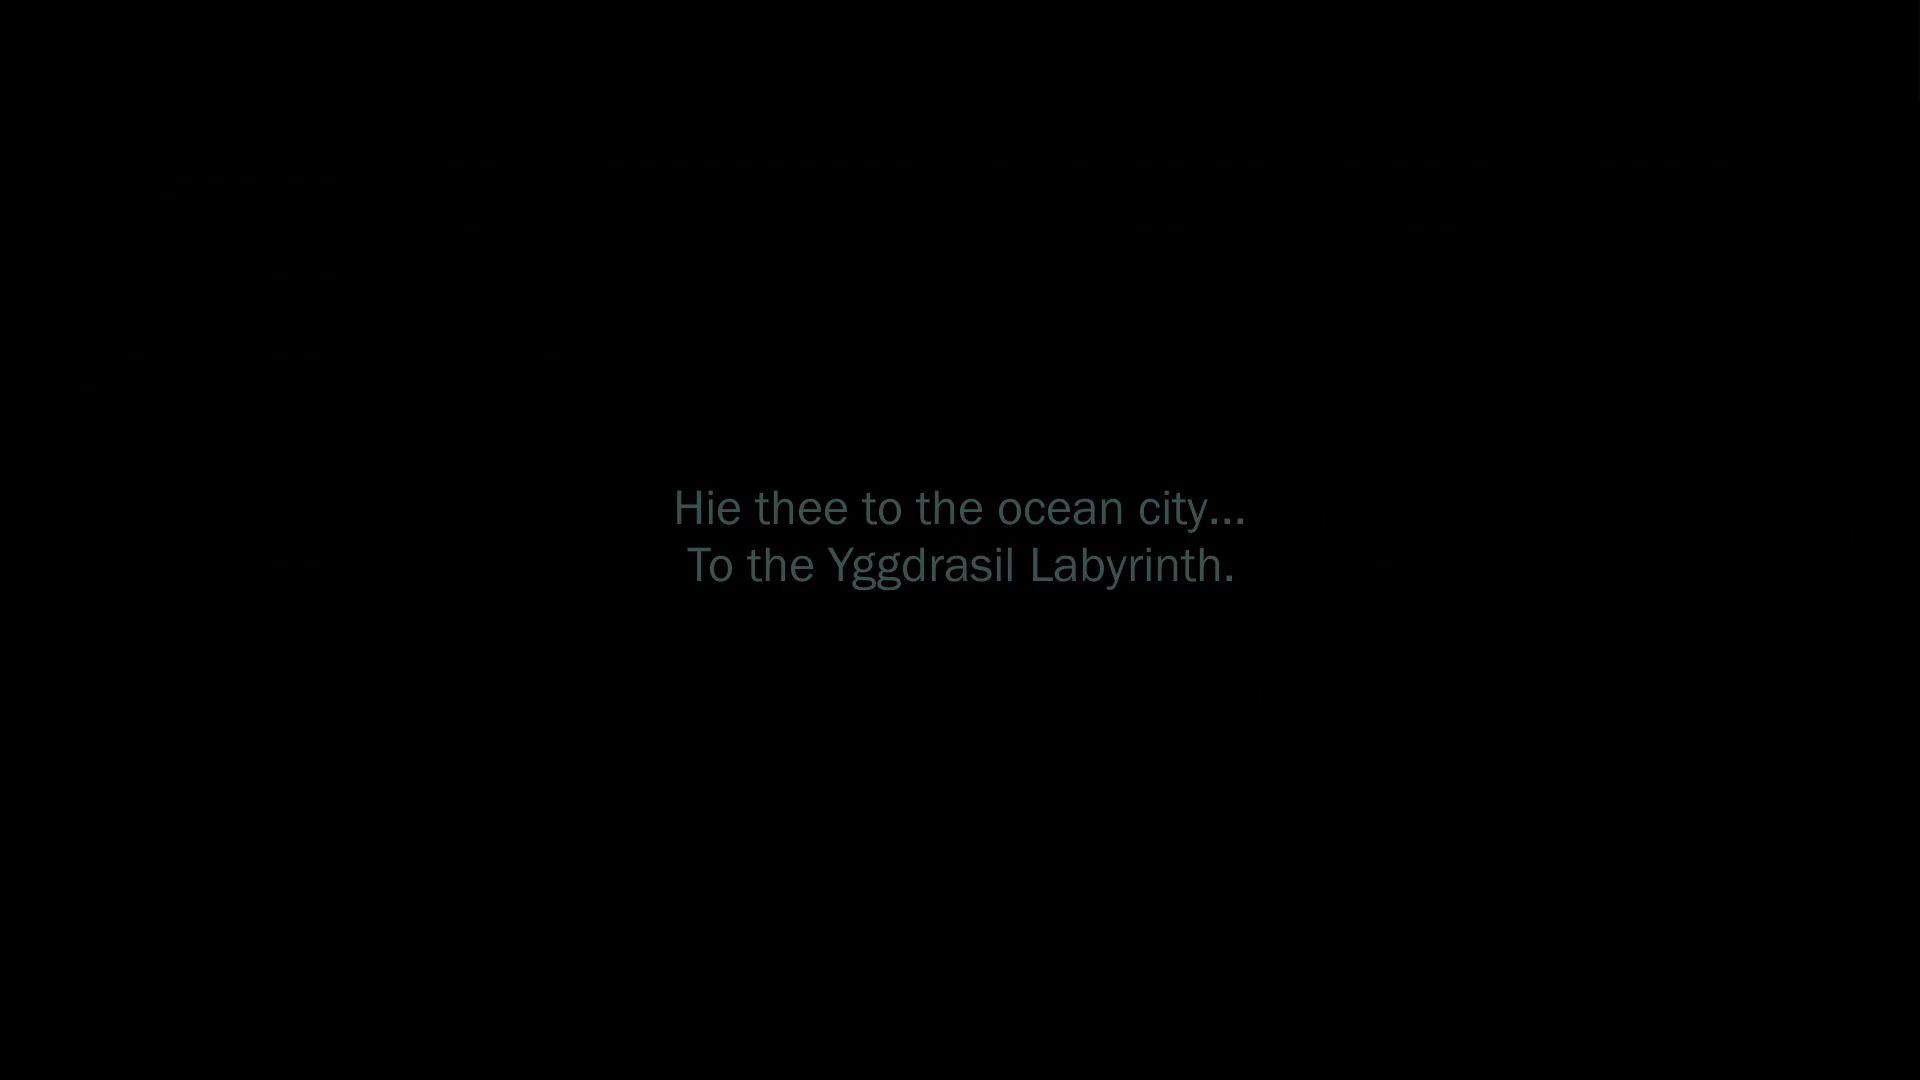 Hie thee to the ocean city...
To the Yggdrasil Labyrinth.